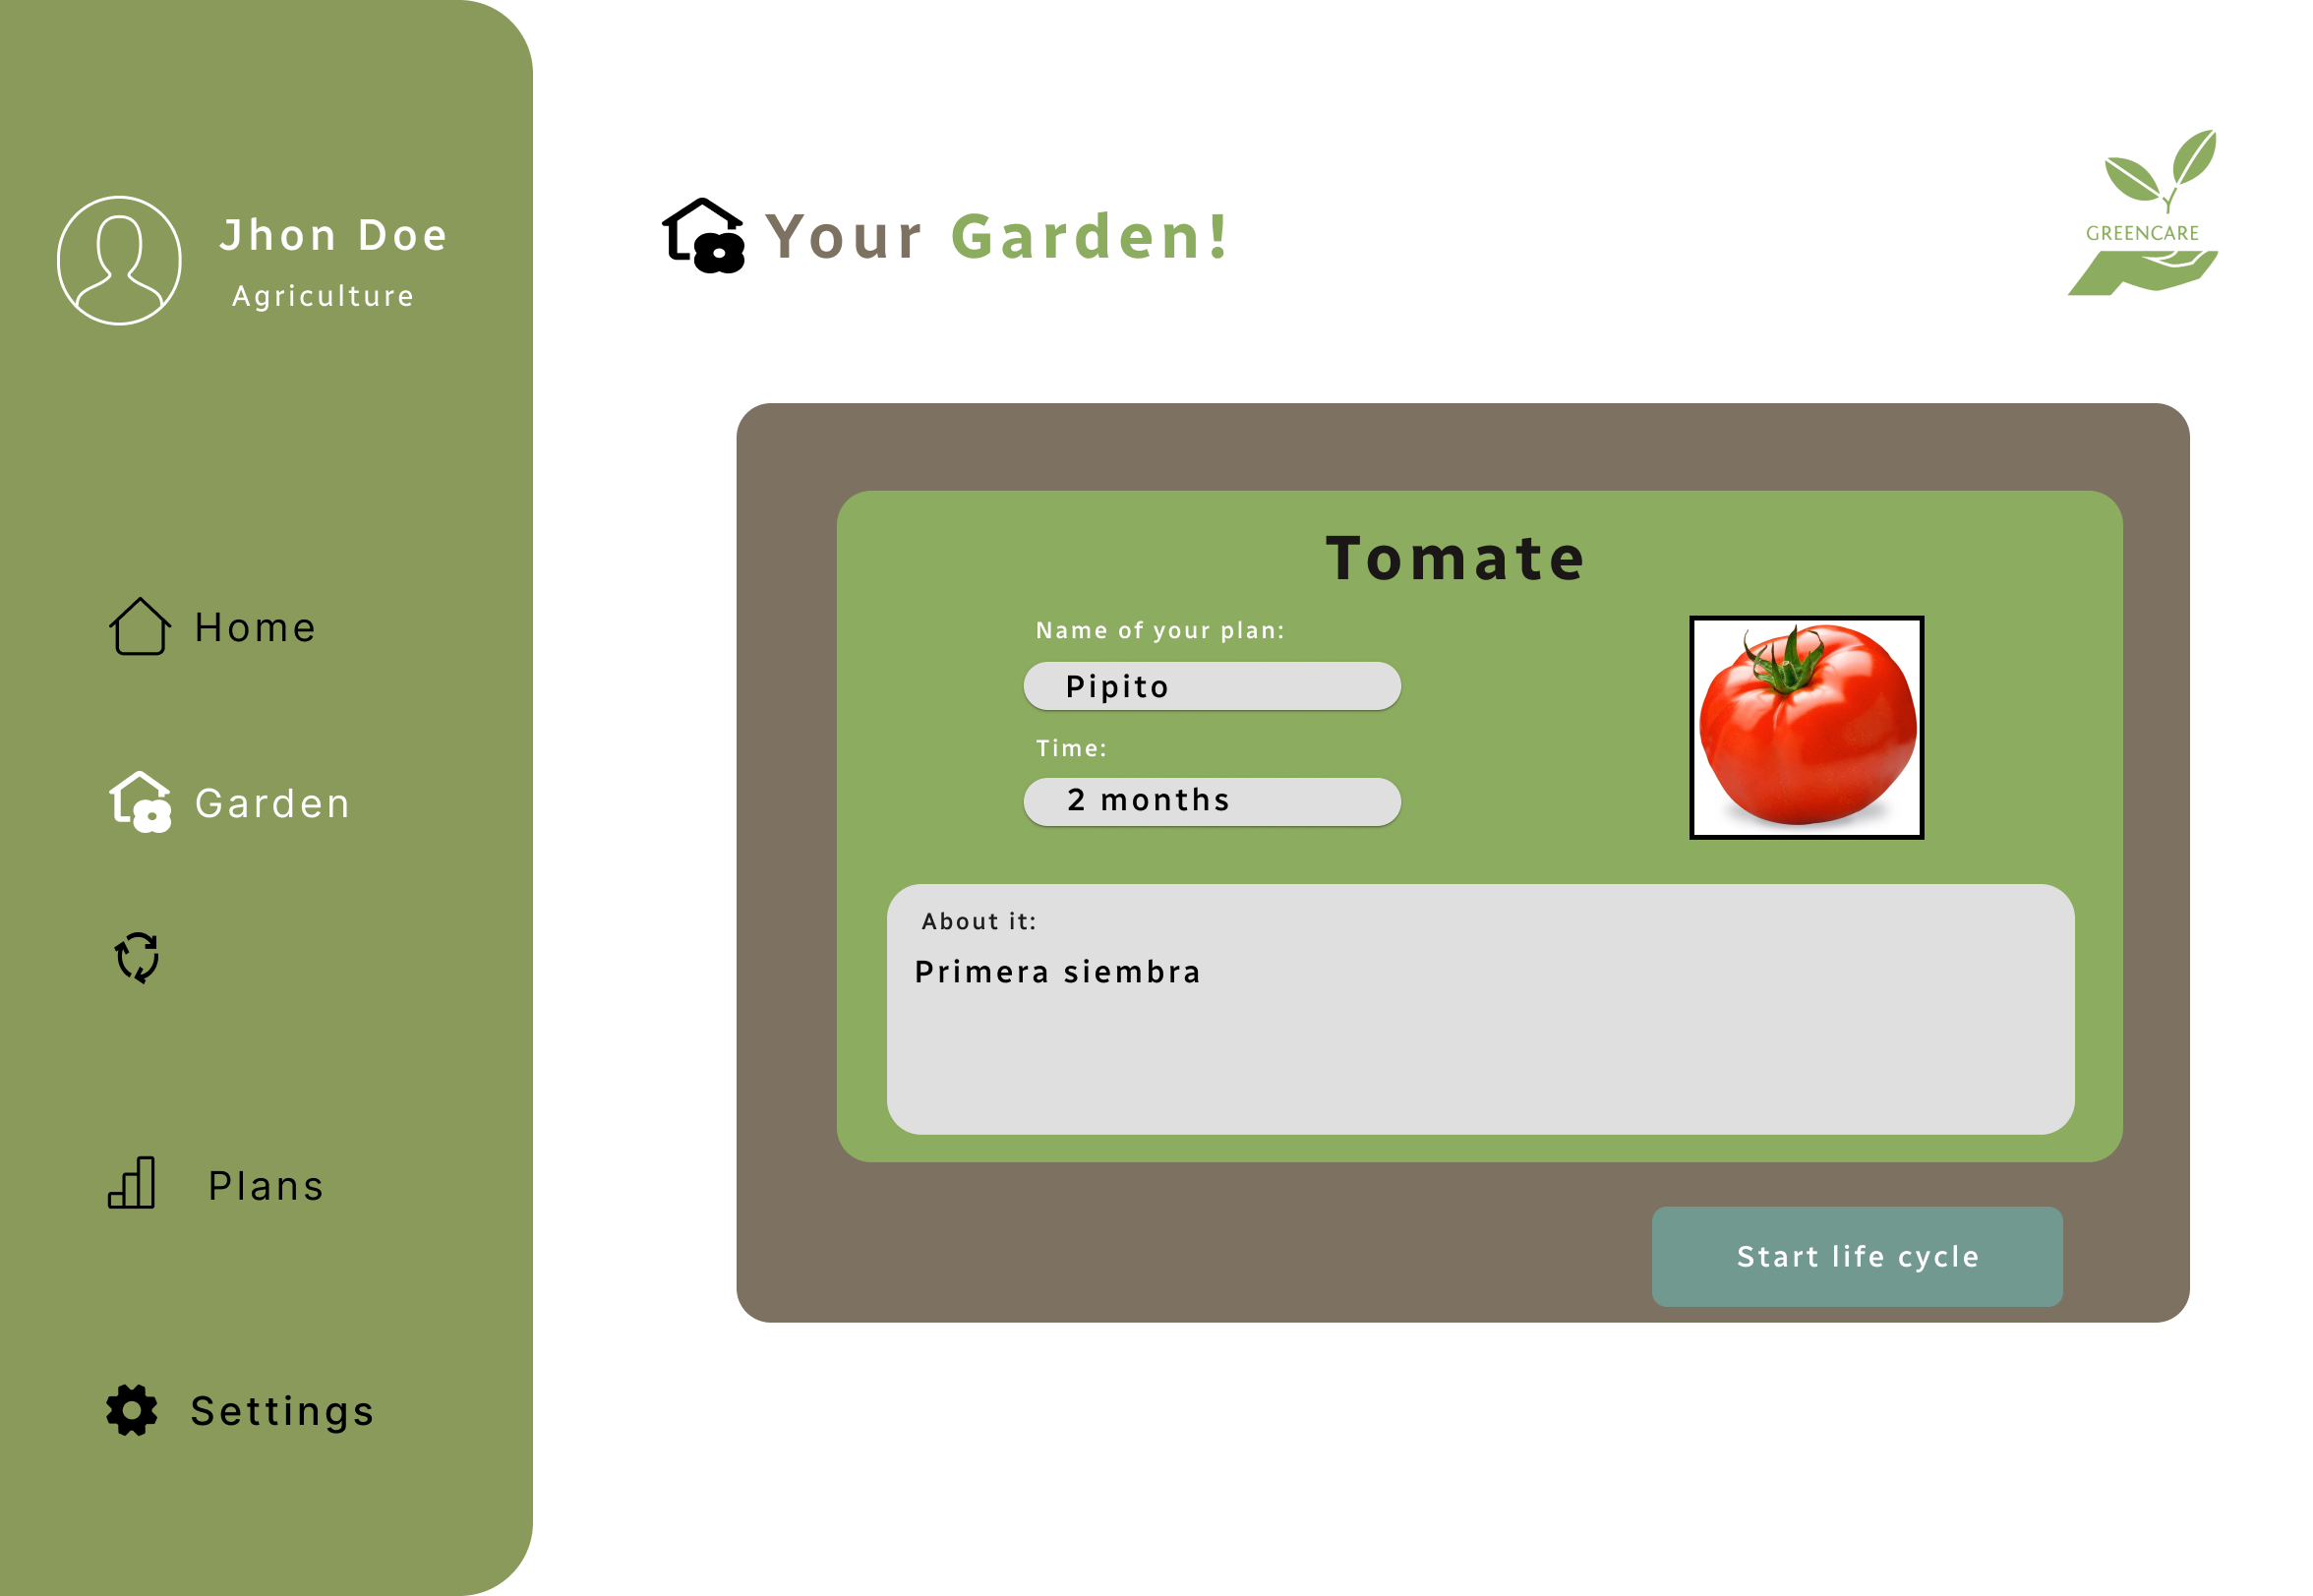 Jhon Doe
Agriculture
Home
Garden
Plans
Settings
Your Garden!
GREENCARE
Tomate
Name of your plan:
Pipito
Time:
2 months
About it:
Primera siembra
Start life cycle